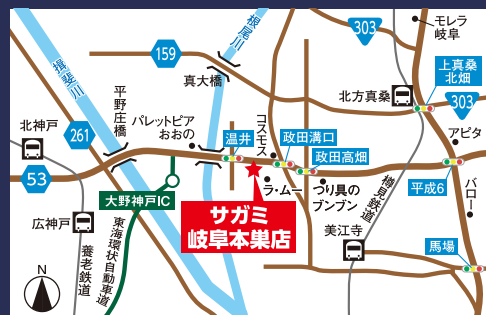 303
モレラ
岐阜
根尾川
159
揖斐川
真大橋
上真桑
北畑
北方真桑
303
平野庄橋
261
パレットピア
おおの
コスモス
政田溝口
政田高畑
アピタ
北神戸
温井
53
ラ・ムー
つり具の
ブンブン
樽見鉄道
平成6
バロー
大野神戸IC
サガミ
岐阜本巣店
広神戸
養老鉄道
東海環状自動車道
美江寺
馬場
N